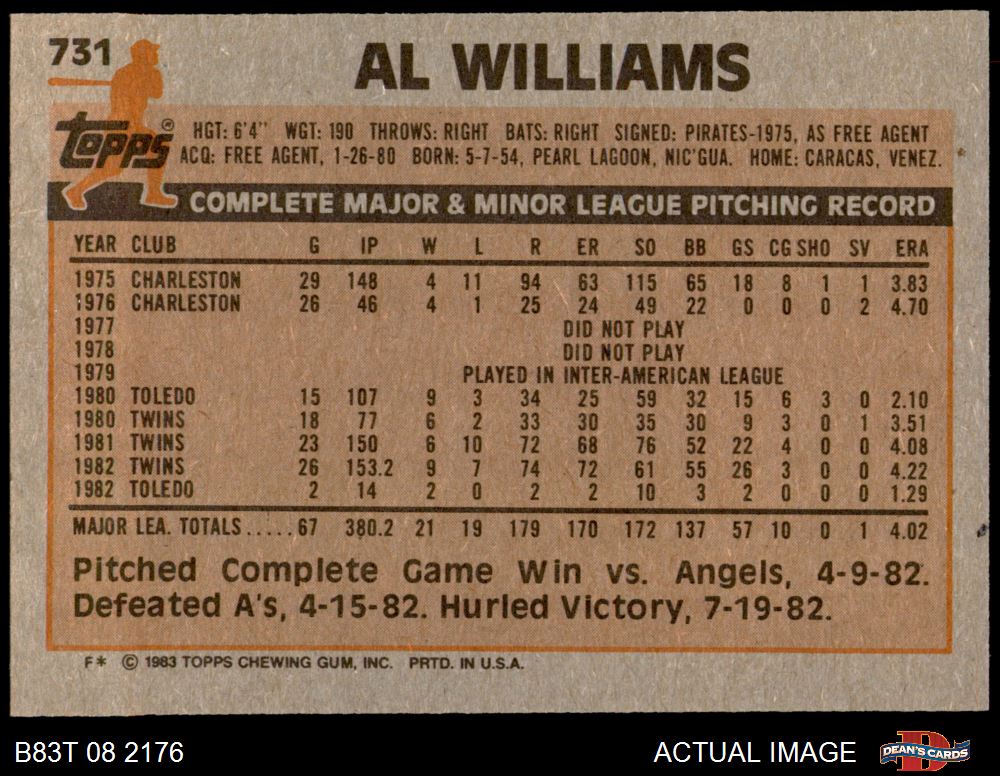 731
AL WILLIAMS
topps®
HGT: 6'4" WGT: 190 THROWS: RIGHT BATS: RIGHT SIGNED: PIRATES-1975, AS FREE AGENT
ACQ: FREE AGENT, 1-26-80 BORN: 5-7-54, PEARL LAGOON, NIC'GUA. HOME: CARACAS, VENEZ.
COMPLETE MAJOR & MINOR LEAGUE PITCHING RECORD
YEAR CLUB G IP W L R ER SO BB GS CG SHO SV ERA
1975 CHARLESTON 29 148 4 11 94 63 115 65 18 8 1 1 3.83
1976 CHARLESTON 26 46 4 1 25 24 49 22 0 0 0 2 4.70
1977 DID NOT PLAY
1978 DID NOT PLAY
1979 PLAYED IN INTER-AMERICAN LEAGUE
1980 TOLEDO 15 107 9 3 34 25 59 32 15 6 3 0 2.10
1980 TWINS 18 77 6 2 33 30 35 30 9 3 0 1 3.51
1981 TWINS 23 150 6 10 72 68 76 52 22 4 0 0 4.08
1982 TWINS 26 153.2 9 7 74 72 61 55 26 3 0 0 4.22
1982 TOLEDO 2 14 2 0 2 2 10 3 2 0 0 0 1.29
MAJOR LEA. TOTALS.....67 380.2 21 19 179 170 172 137 57 10 0 1 4.02
Pitched Complete Game Win vs. Angels, 4-9-82.
Defeated A's, 4-15-82. Hurled Victory, 7-19-82.
F* © 1983 TOPPS CHEWING GUM, INC. PRTD. IN U.S.A.
B83T 08 2176 ACTUAL IMAGE DEAN'S CARDS